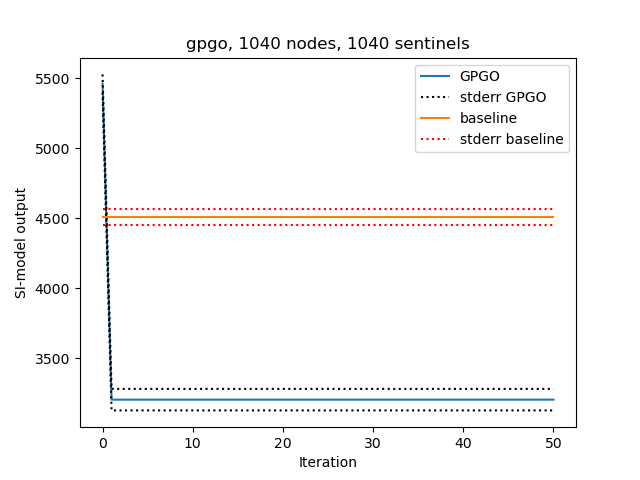 gpgo, 1040 nodes, 1040 sentinels
GPGO
stderr GPGO
baseline
stderr baseline
SI-model output
5500
5000
4500
4000
3500
0 10 20 30 40 50
Iteration